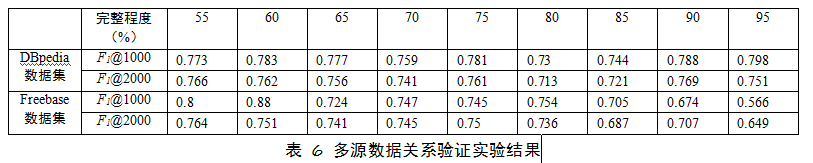 完整程度 55 60 65 70 75 80 85 90 95
（%）
DBpedia F1@1000 0.773 0.783 0.777 0.759 0.781 0.73 0.744 0.788 0.798
数据集 F1@2000 0.766 0.762 0.756 0.741 0.761 0.713 0.721 0.769 0.751
Freebase F1@1000 0.8 0.88 0.724 0.747 0.745 0.754 0.705 0.674 0.566
数据集 F1@2000 0.764 0.751 0.741 0.745 0.75 0.736 0.687 0.707 0.649
表 6 多源数据关系验证实验结果